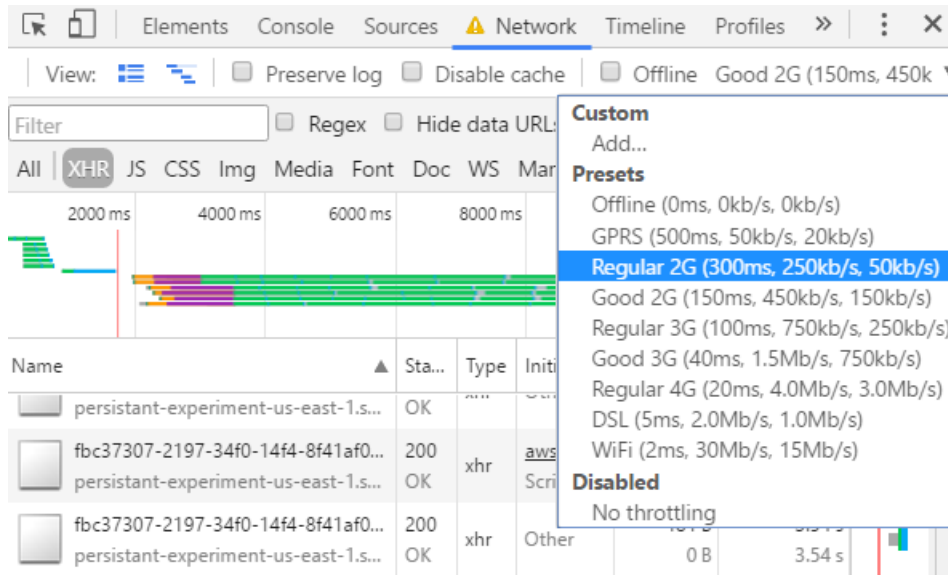 Elements Console Sources Network Timeline Profiles »
View: Preserve log Disable cache Offline Good 2G (150ms, 450k
Filter Regex Hide data URLs
All XHR JS CSS Img Media Font Doc WS Man
2000 ms 4000 ms 6000 ms 8000 ms
Custom
Add...
Presets
Offline (0ms, 0kb/s, 0kb/s)
GPRS (500ms, 50kb/s, 20kb/s)
Regular 2G (300ms, 250kb/s, 50kb/s)
Good 2G (150ms, 450kb/s, 150kb/s)
Regular 3G (100ms, 750kb/s, 250kb/s)
Good 3G (40ms, 1.5Mb/s, 750kb/s)
Regular 4G (20ms, 4.0Mb/s, 3.0Mb/s)
DSL (5ms, 2.0Mb/s, 1.0Mb/s)
WiFi (2ms, 30Mb/s, 15Mb/s)
Disabled
No throttling
Name Sta... Type Initi
persistant-experiment-us-east-1.s... OK
fbc37307-2197-34f0-14f4-8f41af0... 200 xhr aws
persistant-experiment-us-east-1.s... OK Scri
fbc37307-2197-34f0-14f4-8f41af0... 200 xhr Other
persistant-experiment-us-east-1.s... OK 0 B 3.54 s